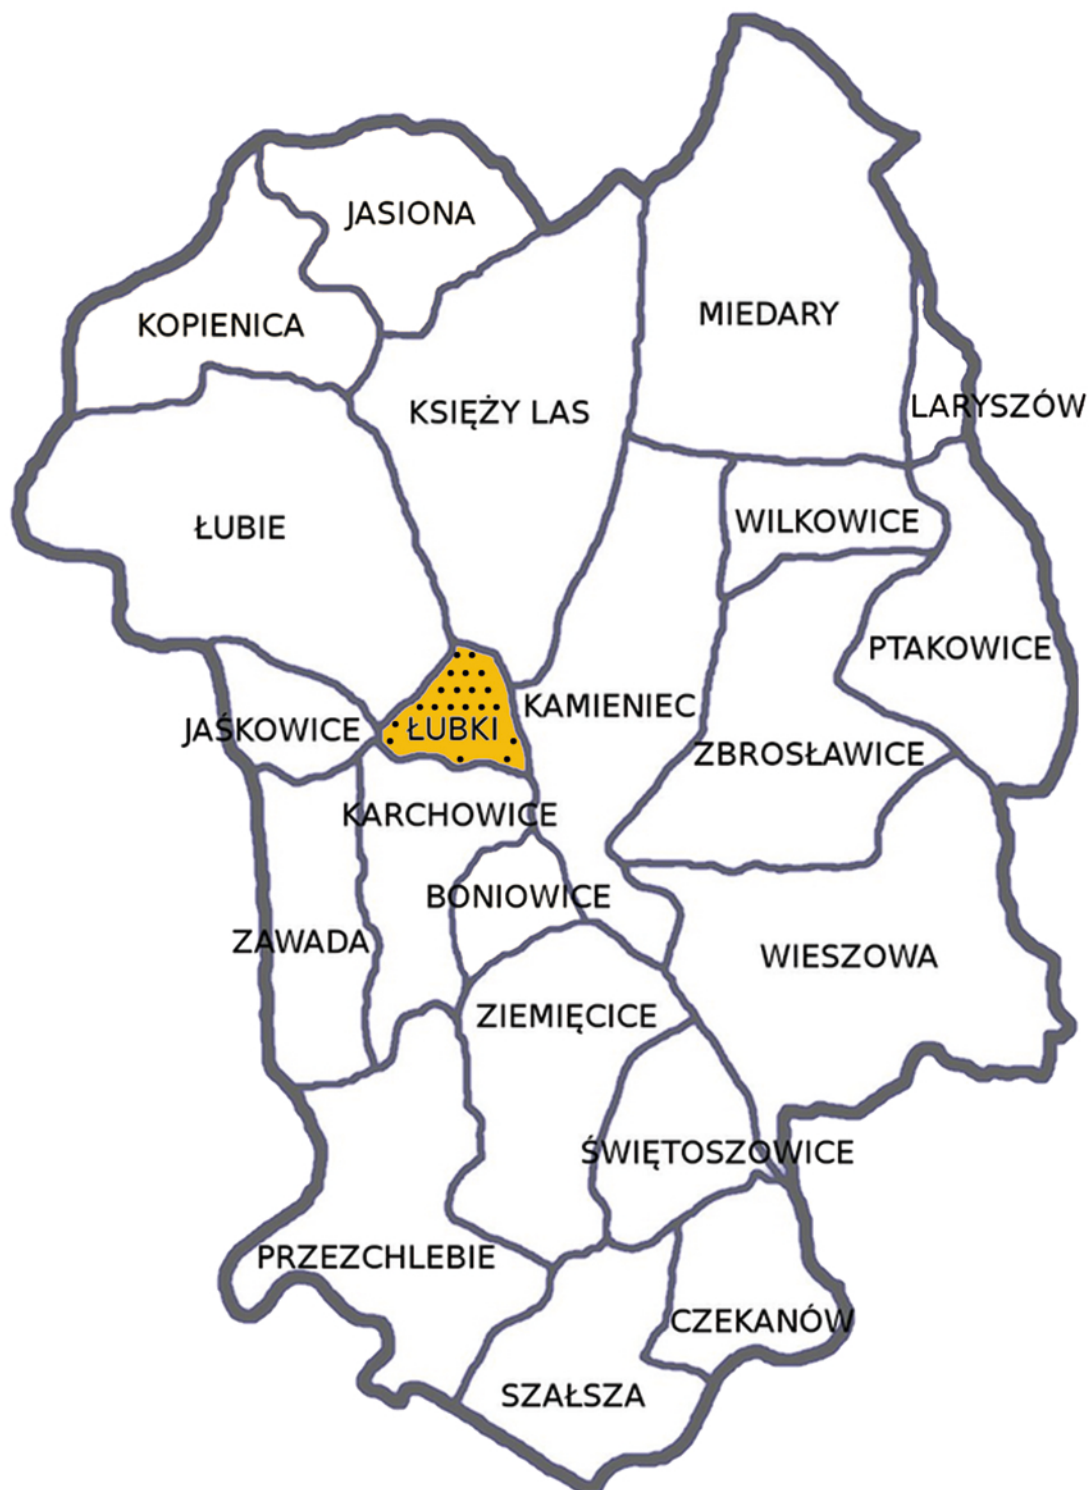 JASIONA
MIEDARY
KOPIENICA
LARYSZÓW
KSIĘŻY LAS
WILKOWICE
ŁUBIE
PTAKOWICE
KAMIENIEC
JAŚKOWICE
ŁUBKI
ZBROSŁAWICE
KARCHOWICE
BONIOWICE
ZAWADA
WIESZOWA
ZIEMIĘCICE
ŚWIĘTOSZOWICE
PRZEZCHLEBIE
CZEKANÓW
SZAŁSZA